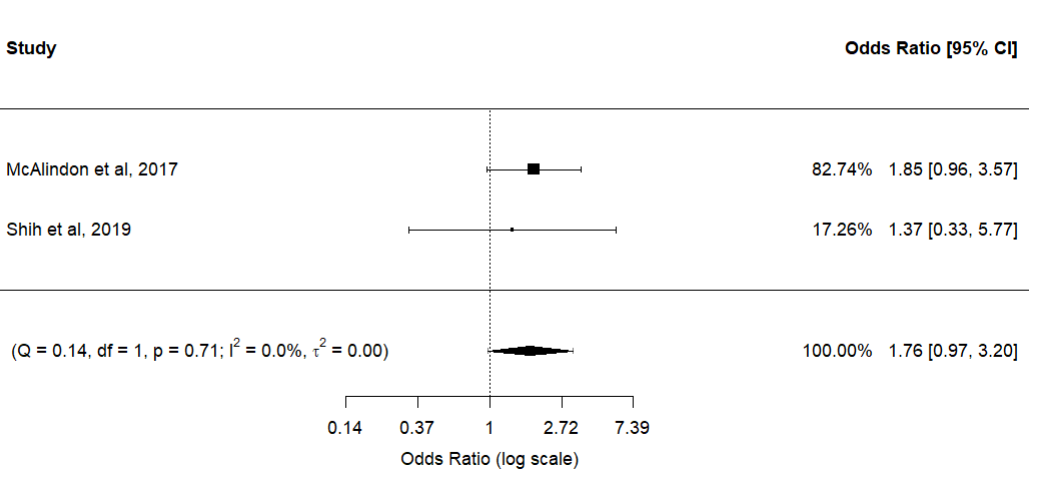 Study Odds Ratio [95% CI]
McAlindon et al, 2017 82.74% 1.85 [0.96, 3.57]
Shih et al, 2019 17.26% 1.37 [0.33, 5.77]
(Q = 0.14, df = 1, p = 0.71; I² = 0.0%, τ² = 0.00) 100.00% 1.76 [0.97, 3.20]
0.14 0.37 1 2.72 7.39
Odds Ratio (log scale)